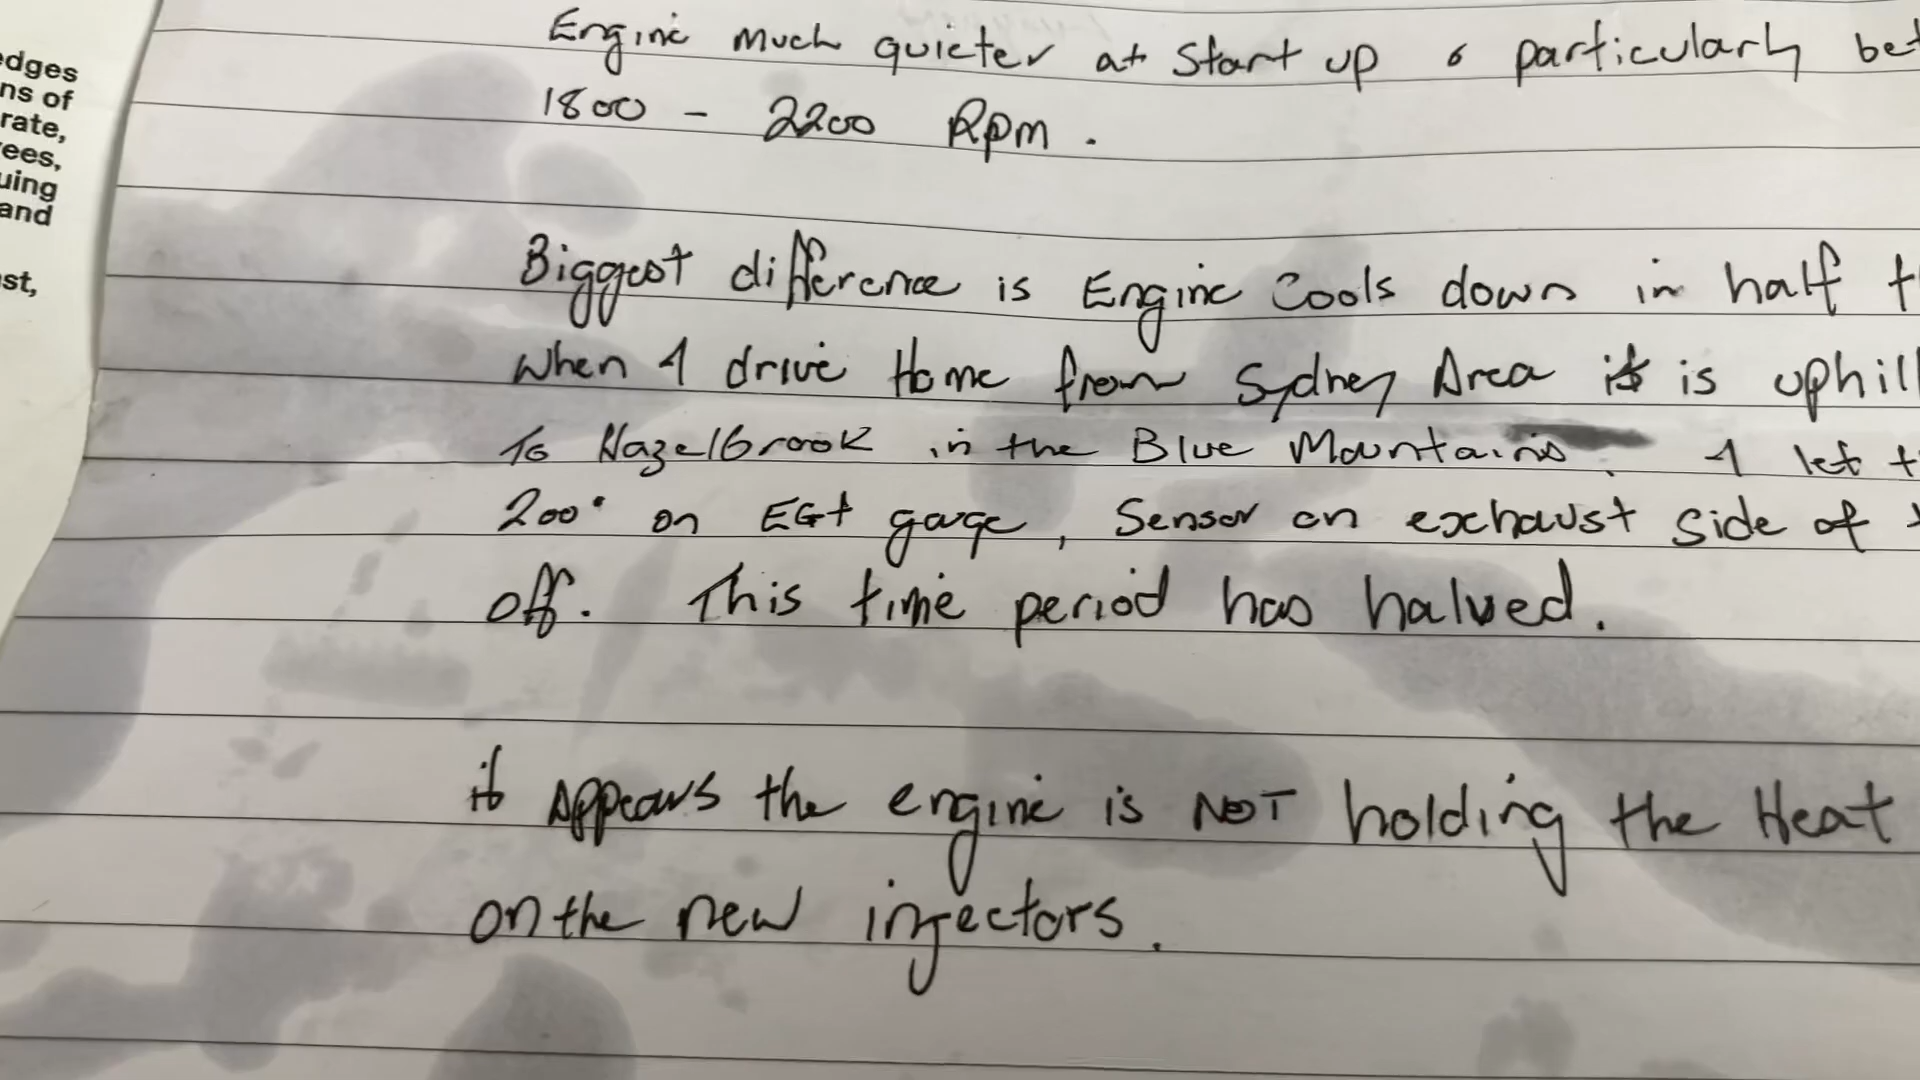 edges
ns of
rate,
ees,
uing
and
st,
Engine much quieter at start up & particularly bet
1800 - 2200 Rpm.
Biggest difference is Engine cools down in half t
When I drive Home from Sydney Area it is uphill
To Hazelbrook in the Blue Mountains. I let t
200° on EGT gauge, Sensor on exhaust side of
off. This time period has halved.
it Appears the engine is NOT holding the Heat
on the new injectors.